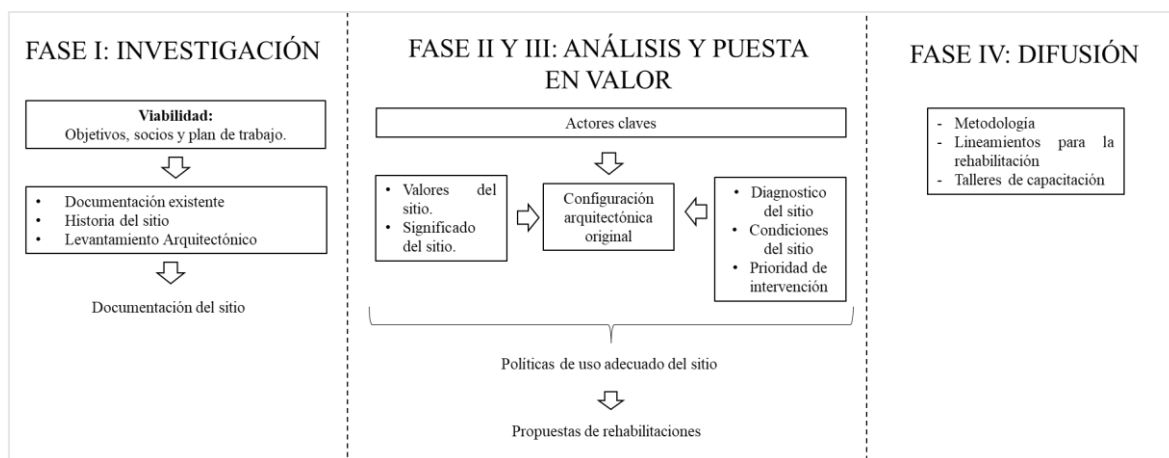 FASE I: INVESTIGACIÓN
Viabilidad:
Objetivos, socios y plan de trabajo.
• Documentación existente
• Historia del sitio
• Levantamiento Arquitectónico
Documentación del sitio
FASE II Y III: ANÁLISIS Y PUESTA
EN VALOR
Actores claves
• Valores del
sitio.
• Significado
del sitio.
Configuración
arquitectónica
original
• Diagnostico
del sitio
• Condiciones
del sitio
• Prioridad de
intervención
Políticas de uso adecuado del sitio
Propuestas de rehabilitaciones
FASE IV: DIFUSIÓN
- Metodología
- Lineamientos para la
rehabilitación
- Talleres de capacitación